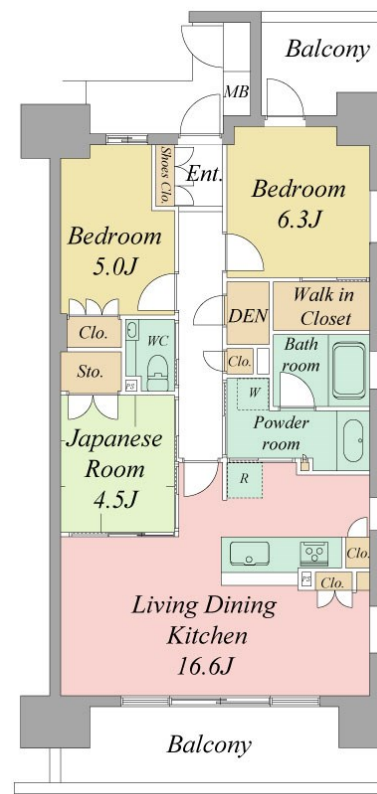 Balcony
MB
Shoes Clo.
Ent.
Bedroom
5.0J
Bedroom
6.3J
DEN
Walk in
Closet
Clo.
WC
Sto.
PS
Clo.
Bath
room
W
Powder
room
Japanese
Room
4.5J
R
Clo.
PS
Clo.
Living Dining
Kitchen
16.6J
Balcony